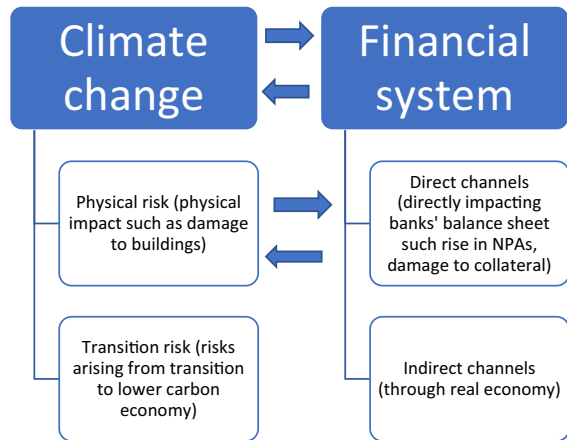 Climate
change
Financial
system
Physical risk (physical
impact such as damage
to buildings)
Direct channels
(directly impacting
banks' balance sheet
such rise in NPAs,
damage to collateral)
Transition risk (risks
arising from transition
to lower carbon
economy)
Indirect channels
(through real economy)